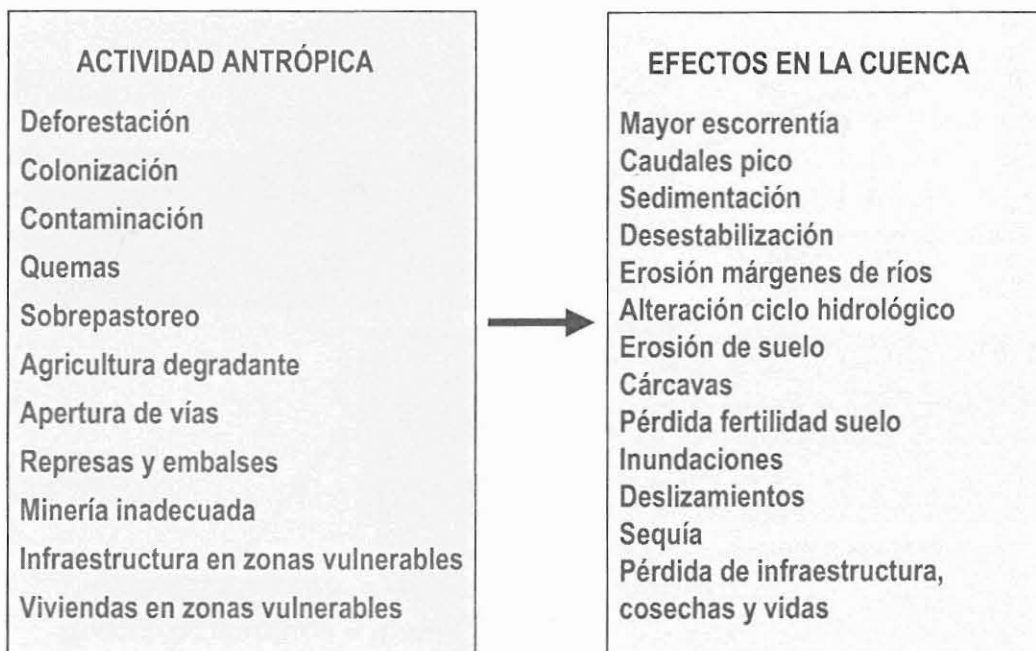 ACTIVIDAD ANTRÓPICA
Deforestación
Colonización
Contaminación
Quemas
Sobrepastoreo
Agricultura degradante
Apertura de vías
Represas y embalses
Minería inadecuada
Infraestructura en zonas vulnerables
Viviendas en zonas vulnerables
EFECTOS EN LA CUENCA
Mayor escorrentía
Caudales pico
Sedimentación
Desestabilización
Erosión márgenes de ríos
Alteración ciclo hidrológico
Erosión de suelo
Cárcavas
Pérdida fertilidad suelo
Inundaciones
Deslizamientos
Sequía
Pérdida de infraestructura,
cosechas y vidas